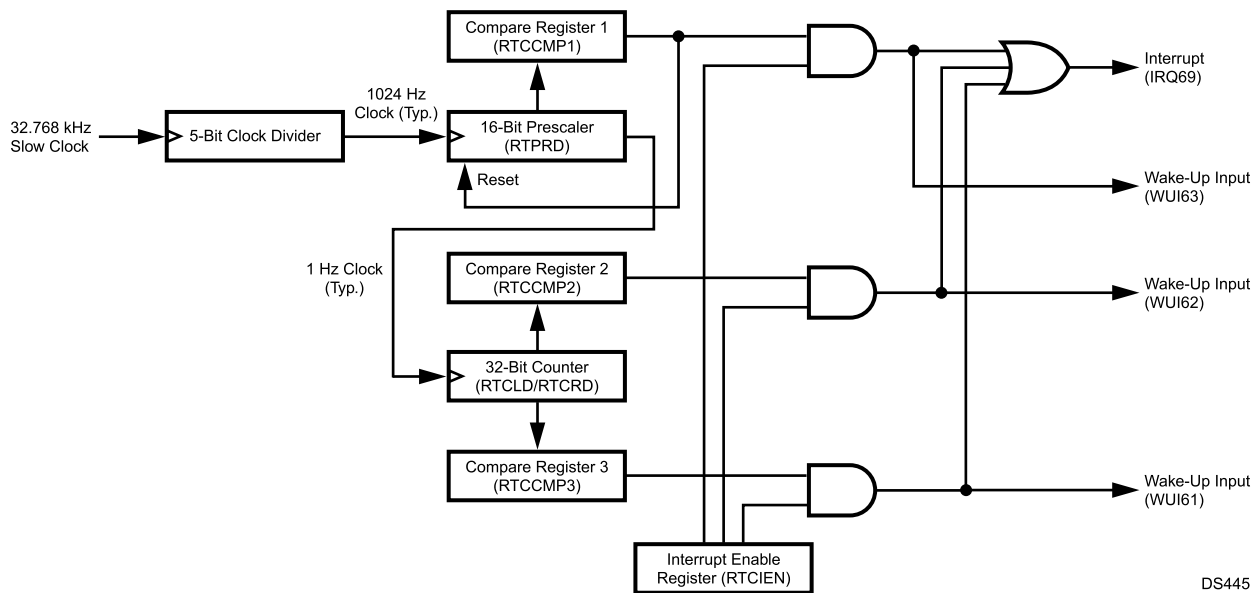 Compare Register 1
(RTCCMP1)
Interrupt
(IRQ69)
1024 Hz
Clock (Typ.)
32.768 kHz
Slow Clock
5-Bit Clock Divider
16-Bit Prescaler
(RTPRD)
Reset
Wake-Up Input
(WUI63)
1 Hz Clock
(Typ.)
Compare Register 2
(RTCCMP2)
Wake-Up Input
(WUI62)
32-Bit Counter
(RTCLD/RTCRD)
Compare Register 3
(RTCCMP3)
Wake-Up Input
(WUI61)
Interrupt Enable
Register (RTCIEN)
DS445